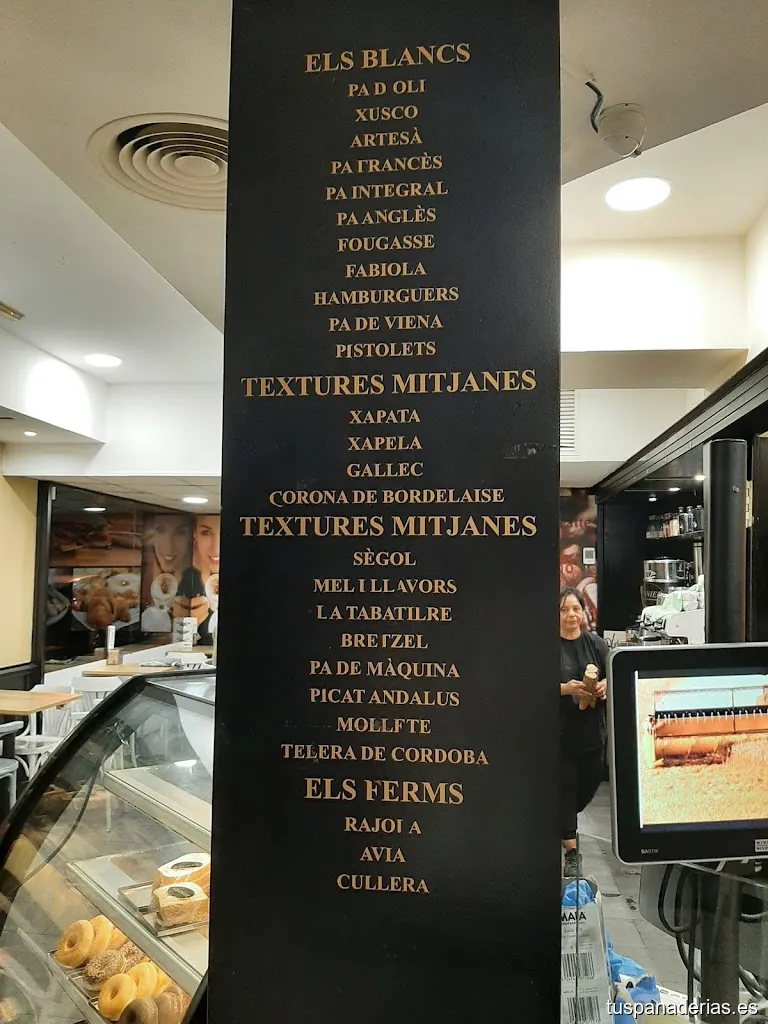 ELS BLANCS
PA D OLI
XUSCO
ARTESÀ
PA FRANCÈS
PA INTEGRAL
PA ANGLÈS
FOUGASSE
FABIOLA
HAMBURGUERS
PA DE VIENA
PISTOLETS
TEXTURES MITJANES
XAPATA
XAPELA
GALLEC
CORONA DE BORDELAISE
TEXTURES MITJANES
SÈGOL
MEL I LLAVORS
LA TABATILRE
BRETZEL
PA DE MÀQUINA
PICAT ANDALUS
MOLLETE
TELERA DE CORDOBA
ELS FERMS
RAJOLA
AVIA
CULLERA
tuspanaderias.es